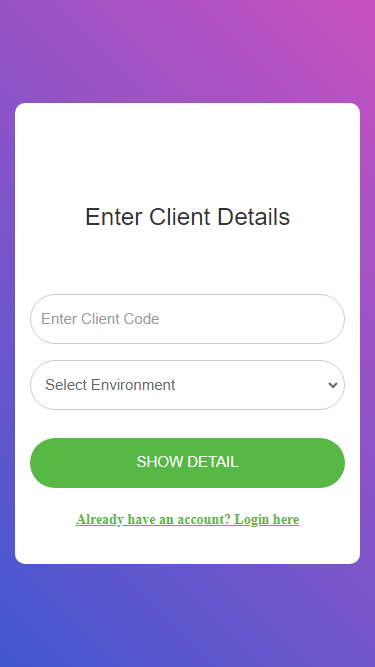 Enter Client Details
Enter Client Code
Select Environment
SHOW DETAIL
Already have an account? Login here